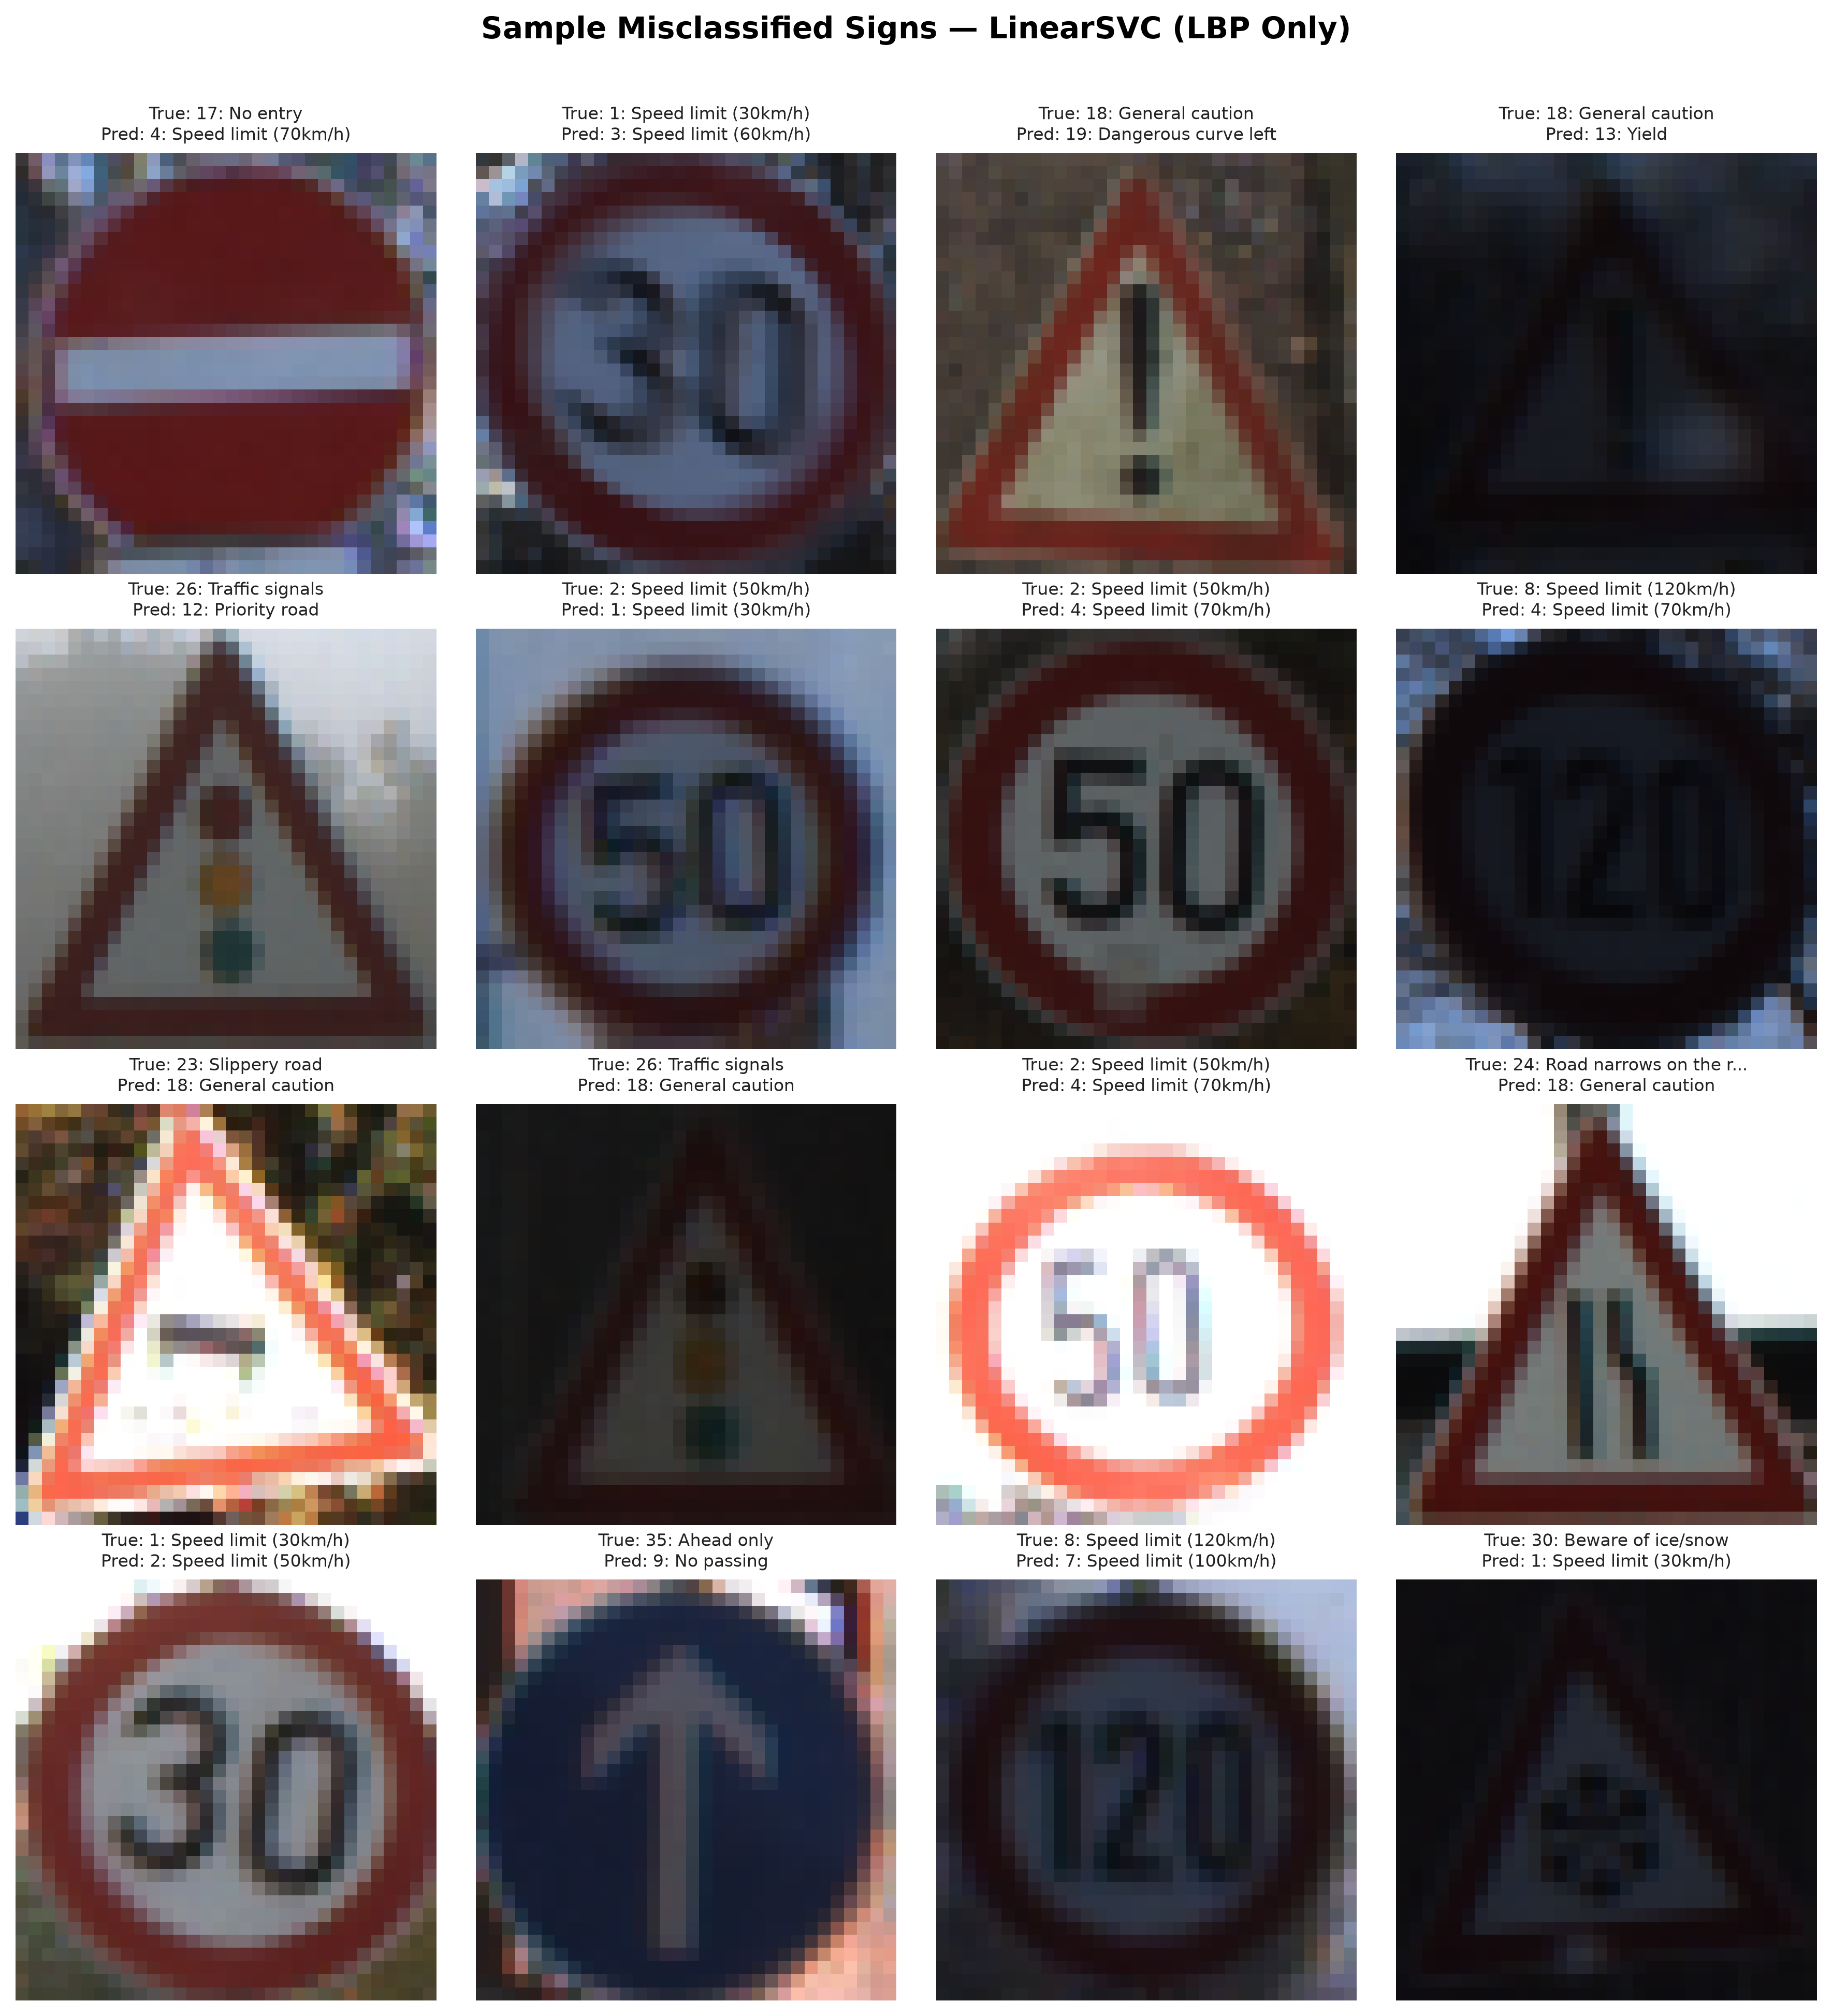 Sample Misclassified Signs — LinearSVC (LBP Only)
True: 17: No entry
Pred: 4: Speed limit (70km/h)
True: 1: Speed limit (30km/h)
Pred: 3: Speed limit (60km/h)
True: 18: General caution
Pred: 19: Dangerous curve left
True: 18: General caution
Pred: 13: Yield
30
!
True: 26: Traffic signals
Pred: 12: Priority road
True: 2: Speed limit (50km/h)
Pred: 1: Speed limit (30km/h)
True: 2: Speed limit (50km/h)
Pred: 4: Speed limit (70km/h)
True: 8: Speed limit (120km/h)
Pred: 4: Speed limit (70km/h)
50
50
120
True: 23: Slippery road
Pred: 18: General caution
True: 26: Traffic signals
Pred: 18: General caution
True: 2: Speed limit (50km/h)
Pred: 4: Speed limit (70km/h)
True: 24: Road narrows on the r...
Pred: 18: General caution
50
True: 1: Speed limit (30km/h)
Pred: 2: Speed limit (50km/h)
True: 35: Ahead only
Pred: 9: No passing
True: 8: Speed limit (120km/h)
Pred: 7: Speed limit (100km/h)
True: 30: Beware of ice/snow
Pred: 1: Speed limit (30km/h)
30
120